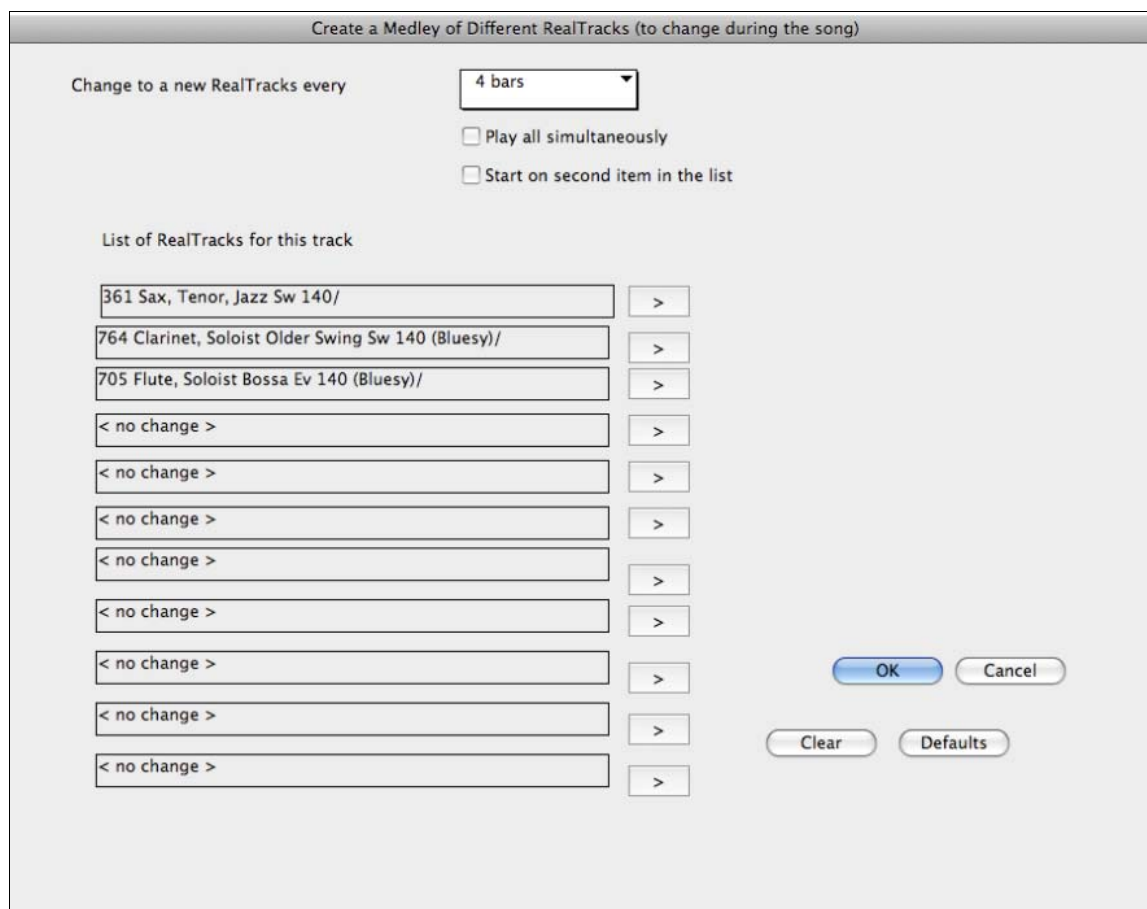 Create a Medley of Different RealTracks (to change during the song)
Change to a new RealTracks every
4 bars
Play all simultaneously
Start on second item in the list
List of RealTracks for this track
361 Sax, Tenor, Jazz Sw 140/
>
764 Clarinet, Soloist Older Swing Sw 140 (Bluesy)/
>
705 Flute, Soloist Bossa Ev 140 (Bluesy)/
>
< no change >
>
< no change >
>
< no change >
>
< no change >
>
< no change >
>
< no change >
>
OK
Cancel
< no change >
>
Clear
Defaults
< no change >
>